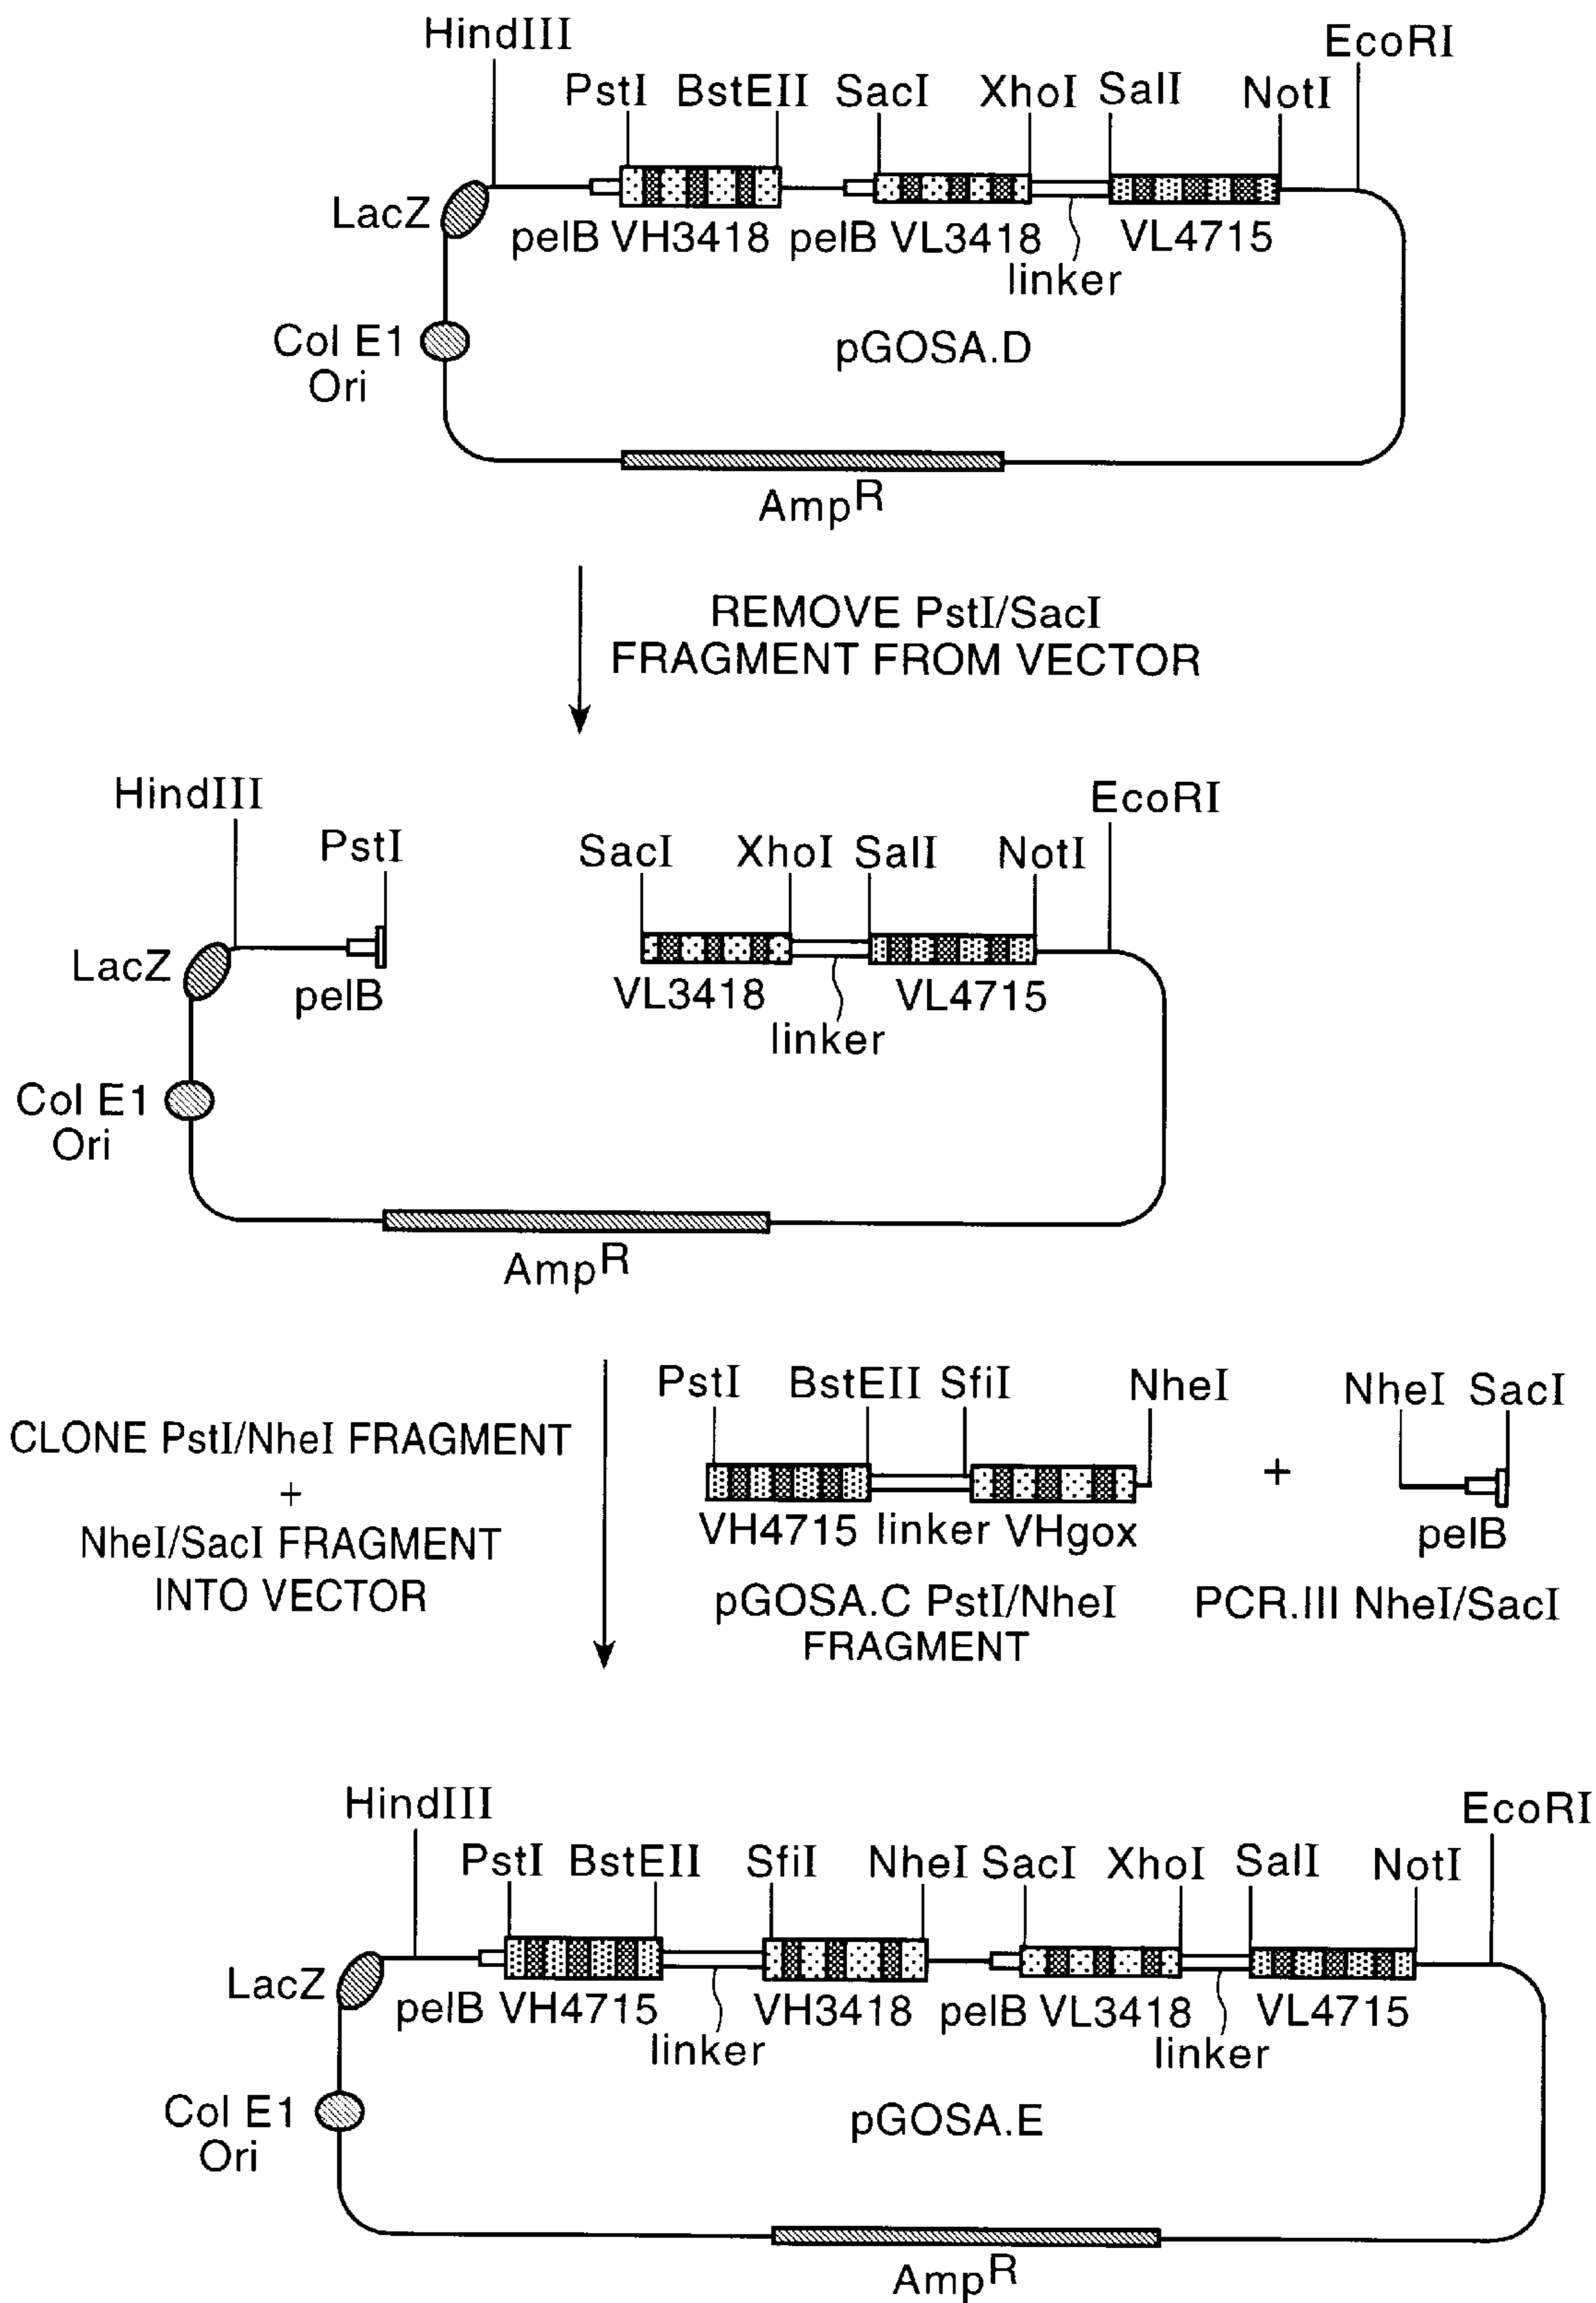 HindIII
EcoRI
PstI BstEII SacI XhoI SalI NotI
LacZ
pelB VH3418 pelB VL3418 VL4715
linker
Col E1
Ori
pGOSA.D
AmpR
REMOVE PstI/SacI
FRAGMENT FROM VECTOR
HindIII
EcoRI
PstI
SacI XhoI SalI NotI
LacZ
pelB
VL3418 VL4715
linker
Col E1
Ori
AmpR
CLONE PstI/NheI FRAGMENT
+
NheI/SacI FRAGMENT
INTO VECTOR
PstI BstEII SfiI NheI
VH4715 linker VHgox
pGOSA.C PstI/NheI
FRAGMENT
+
NheI SacI
pelB
PCR.III NheI/SacI
HindIII
EcoRI
PstI BstEII SfiI NheI SacI XhoI SalI NotI
LacZ
pelB VH4715 VH3418 pelB VL3418 VL4715
linker linker
Col E1
Ori
pGOSA.E
AmpR